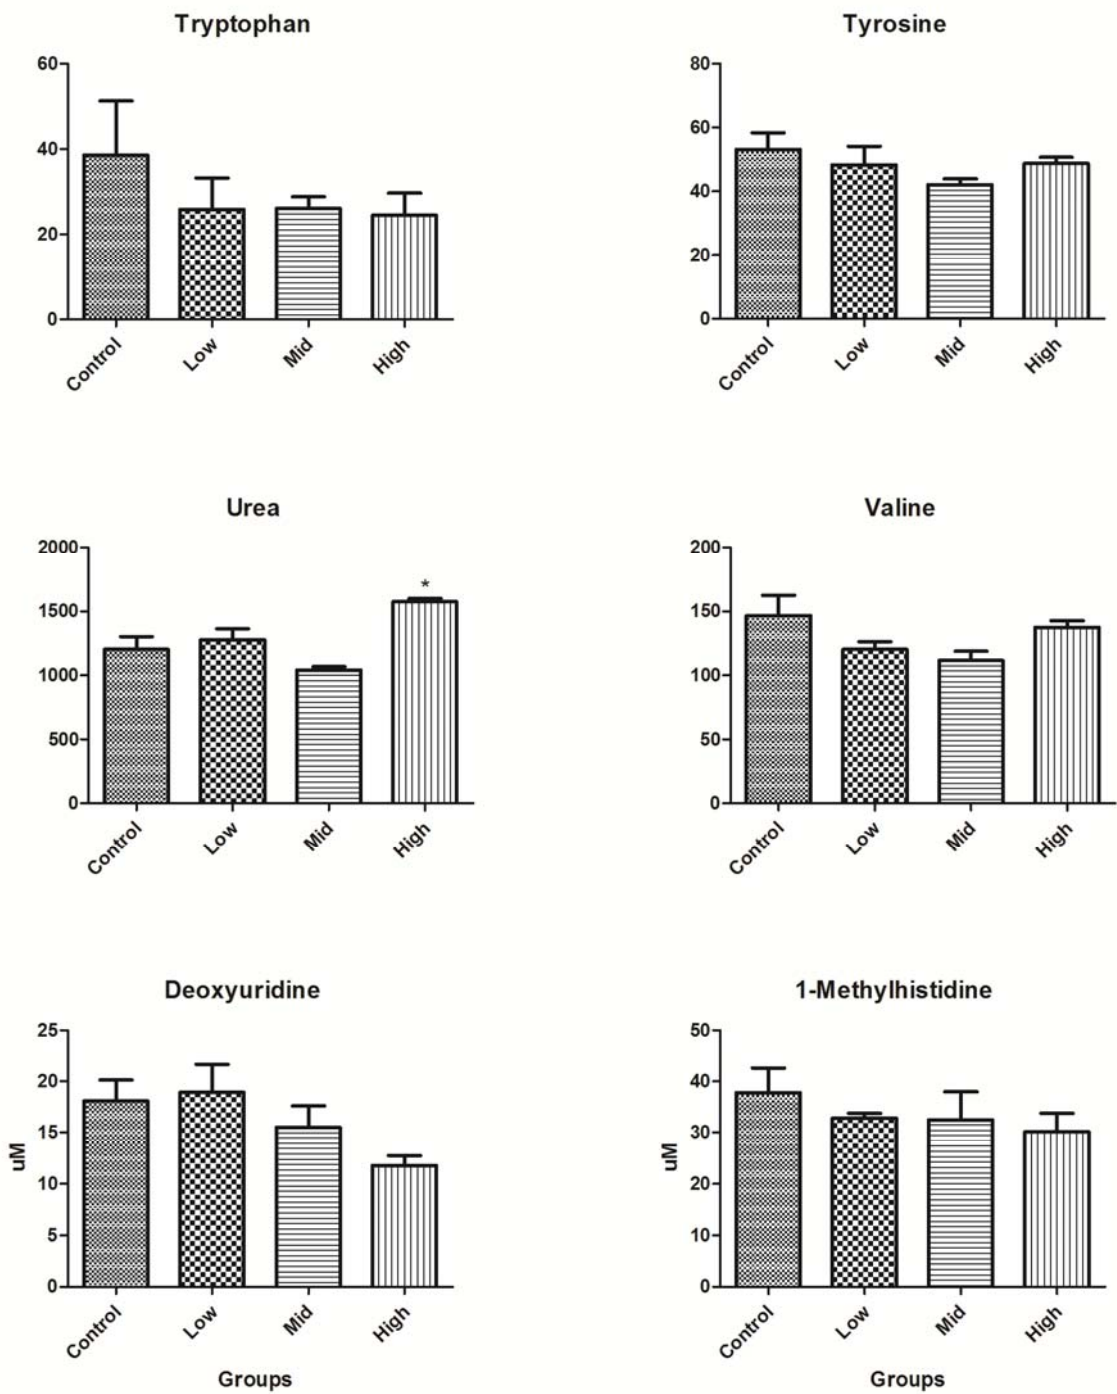 Tryptophan
60
40
20
0
Control
Low
Mid
High
Tyrosine
80
60
40
20
0
Control
Low
Mid
High
Urea
2000
1500
1000
500
0
*
Control
Low
Mid
High
Valine
200
150
100
50
0
Control
Low
Mid
High
Deoxyuridine
25
20
15
10
5
0
uM
Control
Low
Mid
High
Groups
1-Methylhistidine
50
40
30
20
10
0
uM
Control
Low
Mid
High
Groups